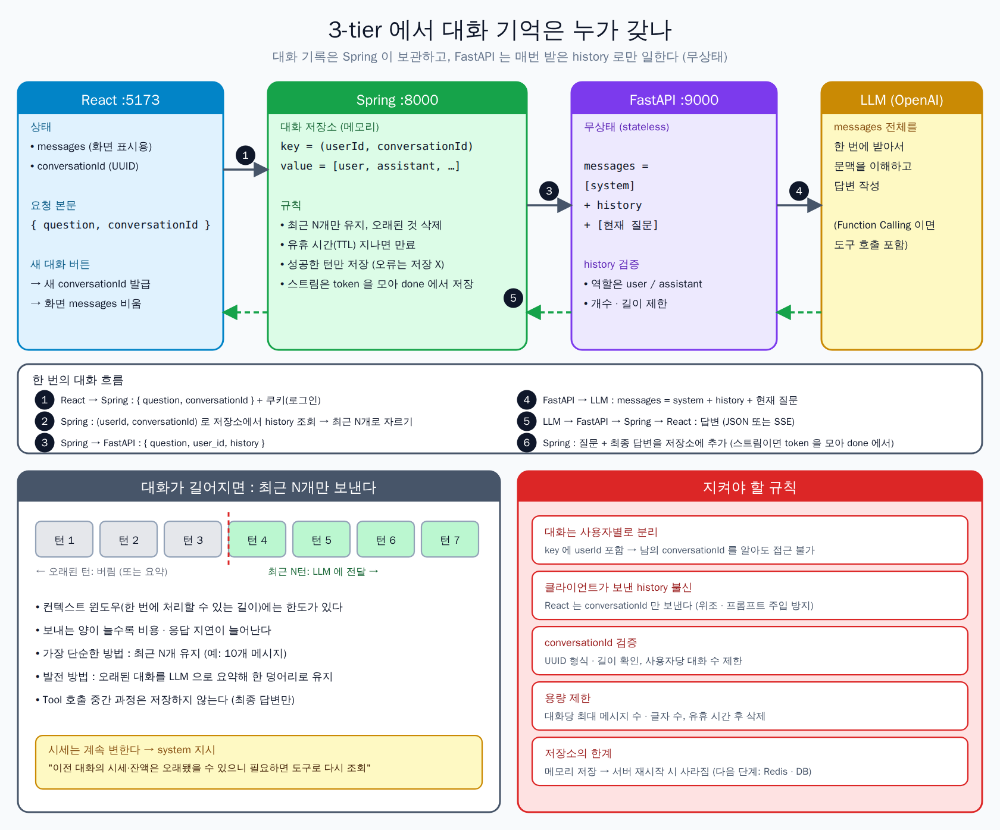 3-tier 에서 대화 기억은 누가 갖나
대화 기록은 Spring 이 보관하고, FastAPI 는 매번 받은 history 로만 일한다 (무상태)
React :5173
상태
• messages (화면 표시용)
• conversationId (UUID)
요청 본문
{ question, conversationId }
새 대화 버튼
→ 새 conversationId 발급
→ 화면 messages 비움
1
Spring :8000
대화 저장소 (메모리)
key = (userId, conversationId)
value = [user, assistant, …]
규칙
• 최근 N개만 유지, 오래된 것 삭제
• 유휴 시간(TTL) 지나면 만료
• 성공한 턴만 저장 (오류는 저장 X)
• 스트림은 token 을 모아 done 에서 저장
5
3
FastAPI :9000
무상태 (stateless)
messages =
[system]
+ history
+ [현재 질문]
history 검증
• 역할은 user / assistant
• 개수 · 길이 제한
4
LLM (OpenAI)
messages 전체를
한 번에 받아서
문맥을 이해하고
답변 작성
(Function Calling 이면
도구 호출 포함)
한 번의 대화 흐름
1 React → Spring : { question, conversationId } + 쿠키(로그인)
2 Spring : (userId, conversationId) 로 저장소에서 history 조회 → 최근 N개로 자르기
3 Spring → FastAPI : { question, user_id, history }
4 FastAPI → LLM : messages = system + history + 현재 질문
5 LLM → FastAPI → Spring → React : 답변 (JSON 또는 SSE)
6 Spring : 질문 + 최종 답변을 저장소에 추가 (스트림이면 token 을 모아 done 에서)
대화가 길어지면 : 최근 N개만 보낸다
턴 1 턴 2 턴 3 턴 4 턴 5 턴 6 턴 7
← 오래된 턴: 버림 (또는 요약) 최근 N턴: LLM 에 전달 →
• 컨텍스트 윈도우(한 번에 처리할 수 있는 길이)에는 한도가 있다
• 보내는 양이 늘수록 비용 · 응답 지연이 늘어난다
• 가장 단순한 방법 : 최근 N개 유지 (예: 10개 메시지)
• 발전 방법 : 오래된 대화를 LLM 으로 요약해 한 덩어리로 유지
• Tool 호출 중간 과정은 저장하지 않는다 (최종 답변만)
시세는 계속 변한다 → system 지시
"이전 대화의 시세·잔액은 오래됐을 수 있으니 필요하면 도구로 다시 조회"
지켜야 할 규칙
대화는 사용자별로 분리
key 에 userId 포함 → 남의 conversationId 를 알아도 접근 불가
클라이언트가 보낸 history 불신
React 는 conversationId 만 보낸다 (위조 · 프롬프트 주입 방지)
conversationId 검증
UUID 형식 · 길이 확인, 사용자당 대화 수 제한
용량 제한
대화당 최대 메시지 수 · 글자 수, 유휴 시간 후 삭제
저장소의 한계
메모리 저장 → 서버 재시작 시 사라짐 (다음 단계: Redis · DB)